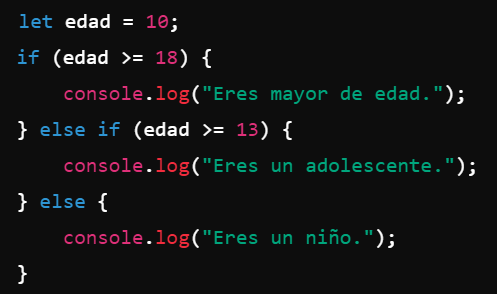 let edad = 10;
if (edad >= 18) {
    console.log("Eres mayor de edad.");
} else if (edad >= 13) {
    console.log("Eres un adolescente.");
} else {
    console.log("Eres un niño.");
}